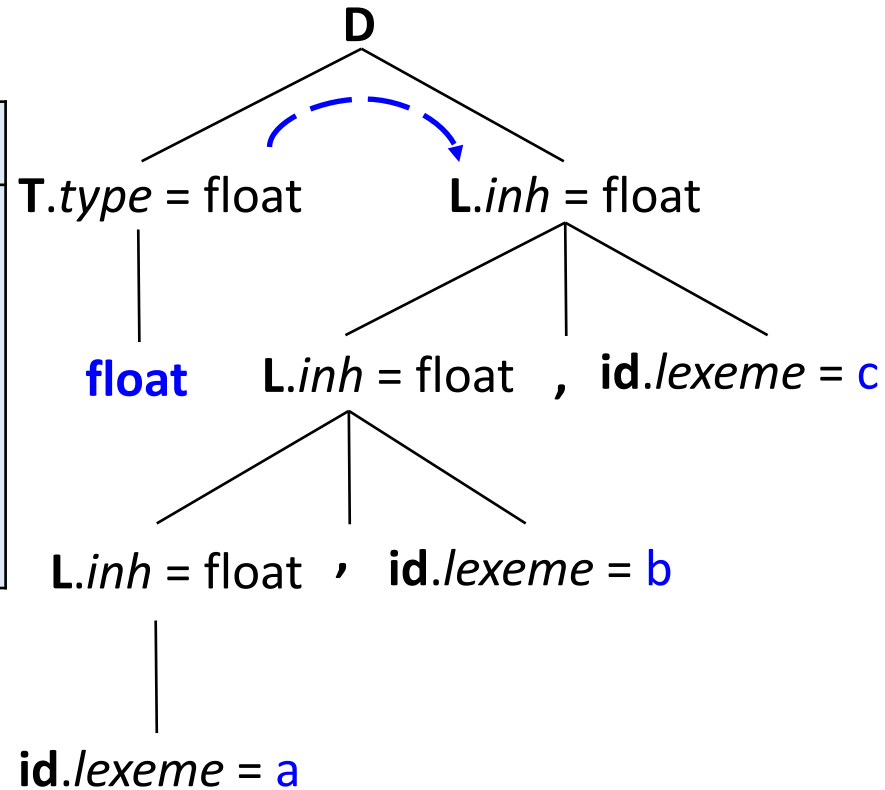 D
T.type = float L.inh = float
float L.inh = float , id.lexeme = c
L.inh = float , id.lexeme = b
id.lexeme = a